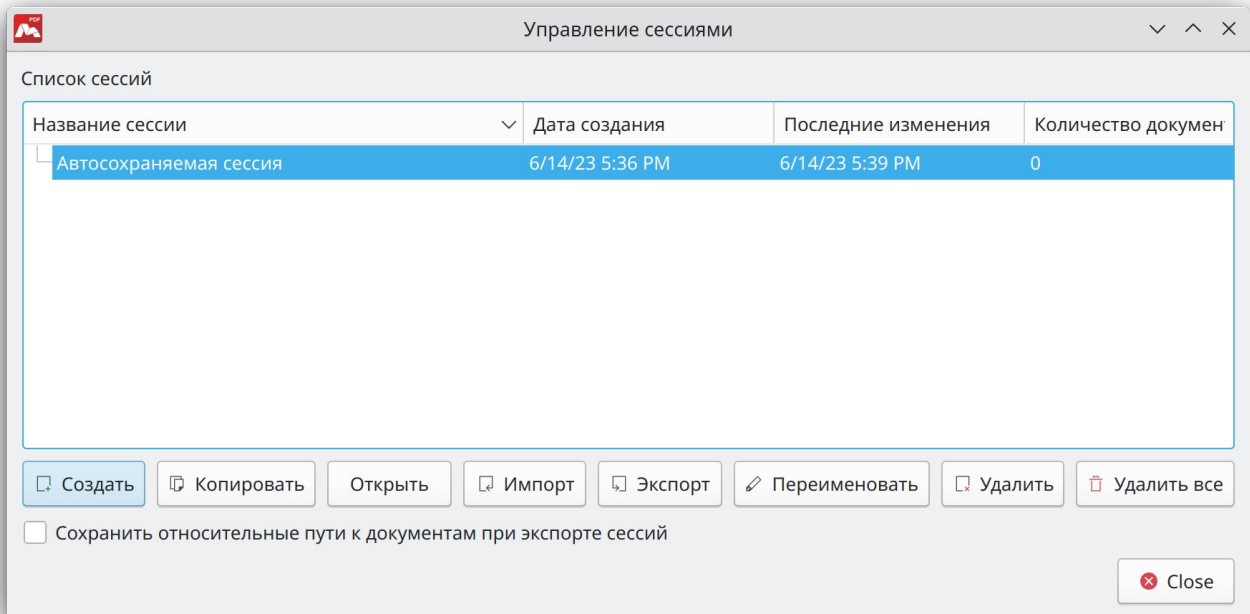 PDF
Управление сессиями
Список сессий
Название сессии Дата создания Последние изменения Количество докумен
Автосохраняемая сессия 6/14/23 5:36 PM 6/14/23 5:39 PM 0
Создать Копировать Открыть Импорт Экспорт Переименовать Удалить Удалить все
Сохранить относительные пути к документам при экспорте сессий
Close